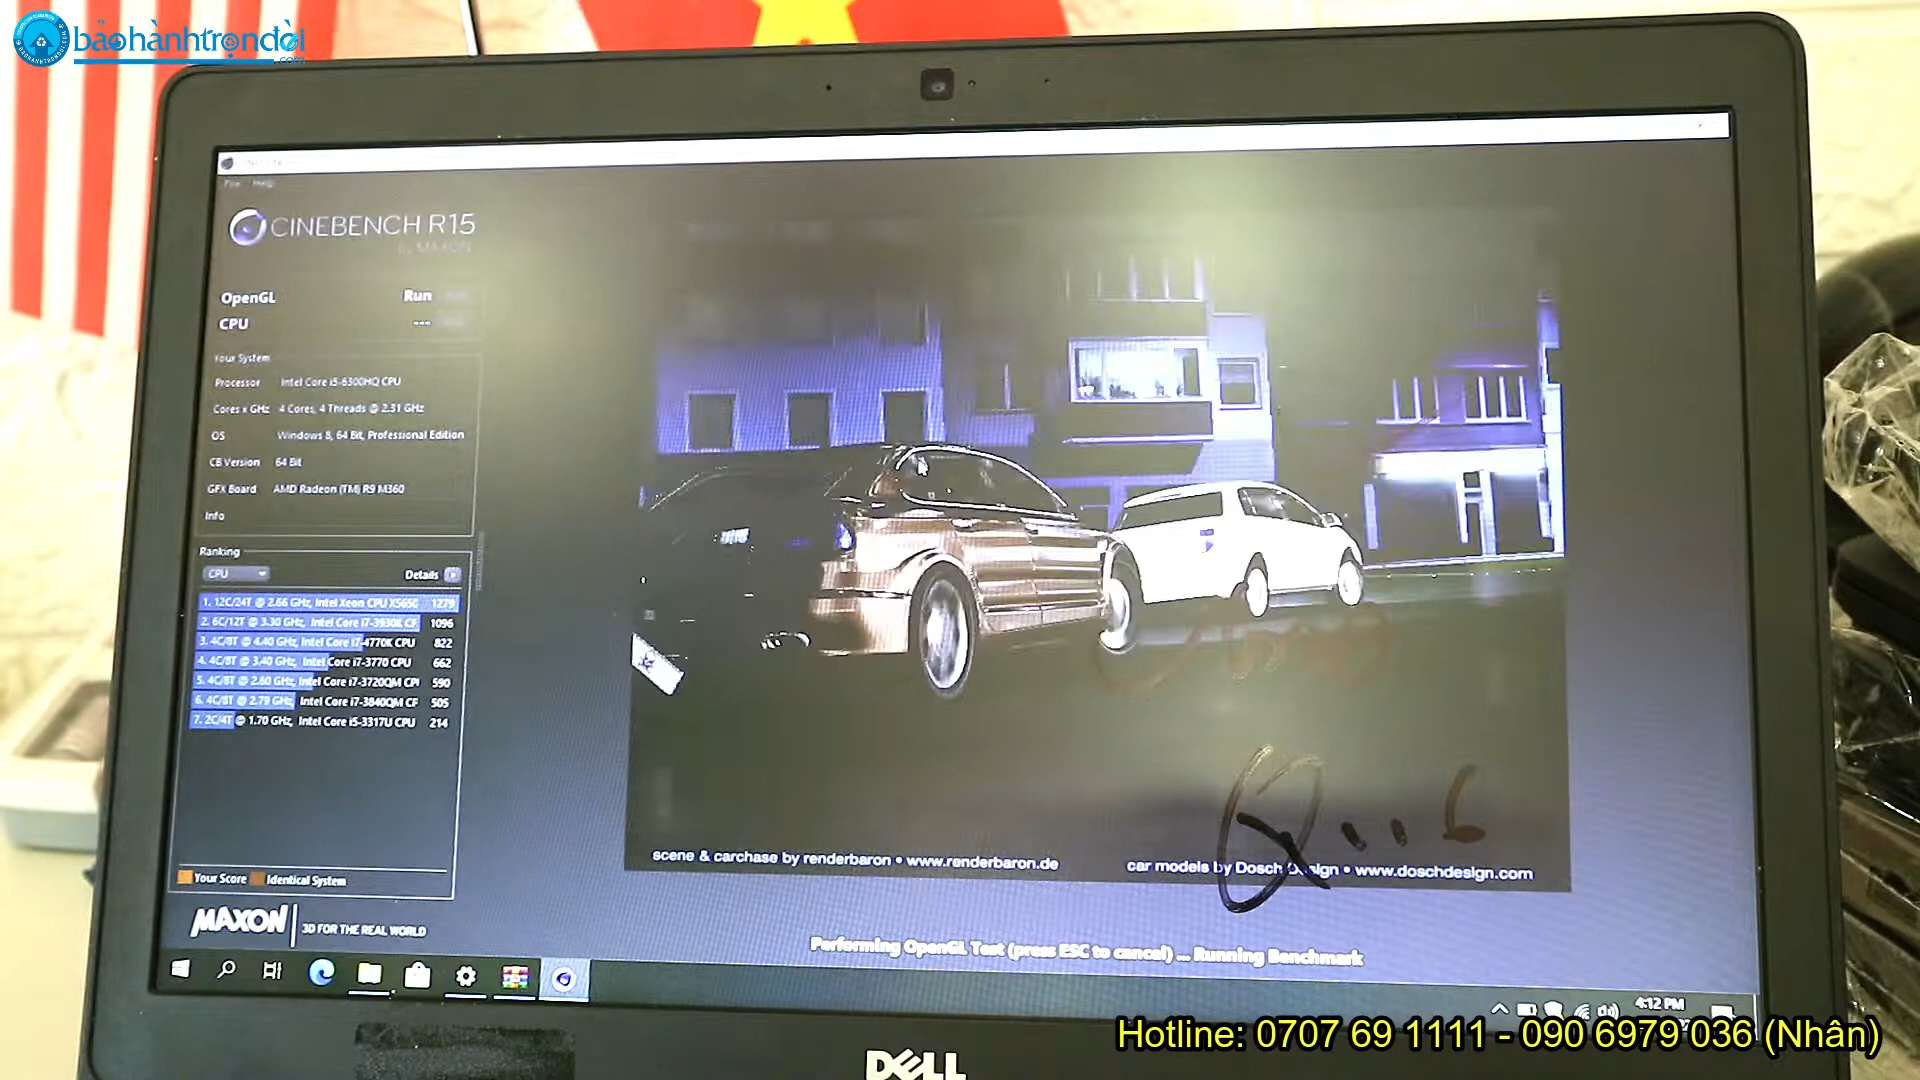 bảohànhtrọnđời
.com
File Help
CINEBENCH R15
by MAXON
OpenGL Run
CPU ---
Your System
Processor Intel Core i5-6300HQ CPU
Cores x GHz 4 Cores, 4 Threads @ 2.31 GHz
OS Windows 8, 64 Bit, Professional Edition
CB Version 64 Bit
GFX Board AMD Radeon (TM) R9 M360
Info
Ranking
CPU Details
1. 12C/24T @ 2.66 GHz, Intel Xeon CPU X5650 1279
2. 6C/12T @ 3.30 GHz, Intel Core i7-3930K CP 1096
3. 4C/8T @ 4.40 GHz, Intel Core i7-4770K CPU 822
4. 4C/8T @ 3.40 GHz, Intel Core i7-3770 CPU 662
5. 4C/8T @ 2.60 GHz, Intel Core i7-3720QM CPU 590
6. 4C/8T @ 2.79 GHz, Intel Core i7-3840QM CP 505
7. 2C/4T @ 1.70 GHz, Intel Core i5-3317U CPU 214
Your Score Identical System
MAXON 3D FOR THE REAL WORLD
scene & carchase by renderbaron • www.renderbaron.de
car models by Dosch Design • www.doschdesign.com
Performing OpenGL Test (press ESC to cancel) ... Running Benchmark
4:12 PM
DELL
Hotline: 0707 69 1111 - 090 6979 036 (Nhân)